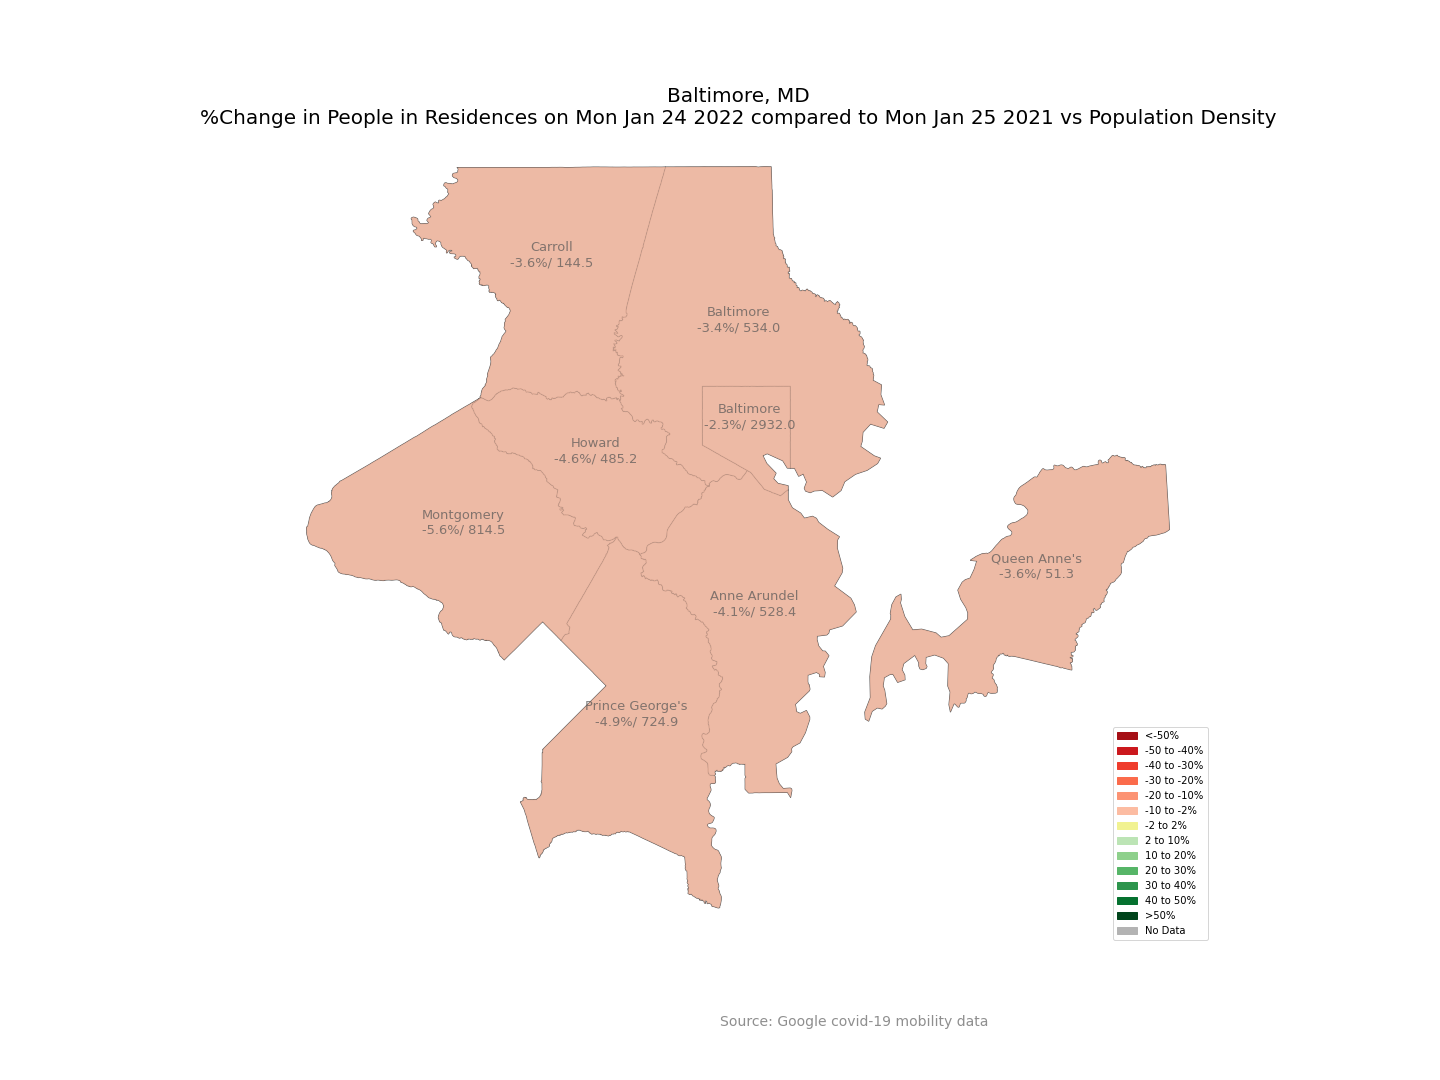 Baltimore, MD
%Change in People in Residences on Mon Jan 24 2022 compared to Mon Jan 25 2021 vs Population Density
Carroll
-3.6%/ 144.5
Baltimore
-3.4%/ 534.0
Baltimore
-2.3%/ 2932.0
Howard
-4.6%/ 485.2
Montgomery
-5.6%/ 814.5
Queen Anne's
-3.6%/ 51.3
Anne Arundel
-4.1%/ 528.4
Prince George's
-4.9%/ 724.9
<-50%
-50 to -40%
-40 to -30%
-30 to -20%
-20 to -10%
-10 to -2%
-2 to 2%
2 to 10%
10 to 20%
20 to 30%
30 to 40%
40 to 50%
>50%
No Data
Source: Google covid-19 mobility data